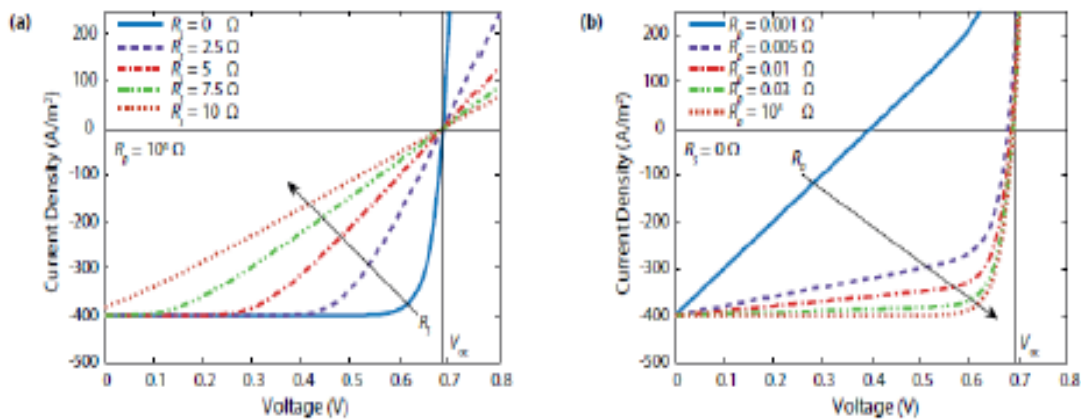 (a)
R_s = 0 Ω
R_s = 2.5 Ω
R_s = 5 Ω
R_s = 7.5 Ω
R_s = 10 Ω
R_p = 10⁶ Ω
R_s
V_oc
200
100
0
-100
-200
-300
-400
-500
Current Density (A/m²)
0
0.1
0.2
0.3
0.4
0.5
0.6
0.7
0.8
Voltage (V)
(b)
R_p = 0.001 Ω
R_p = 0.005 Ω
R_p = 0.01 Ω
R_p = 0.03 Ω
R_p = 10⁶ Ω
R_s = 0 Ω
R_p
V_oc
200
100
0
-100
-200
-300
-400
-500
Current Density (A/m²)
0
0.1
0.2
0.3
0.4
0.5
0.6
0.7
0.8
Voltage (V)